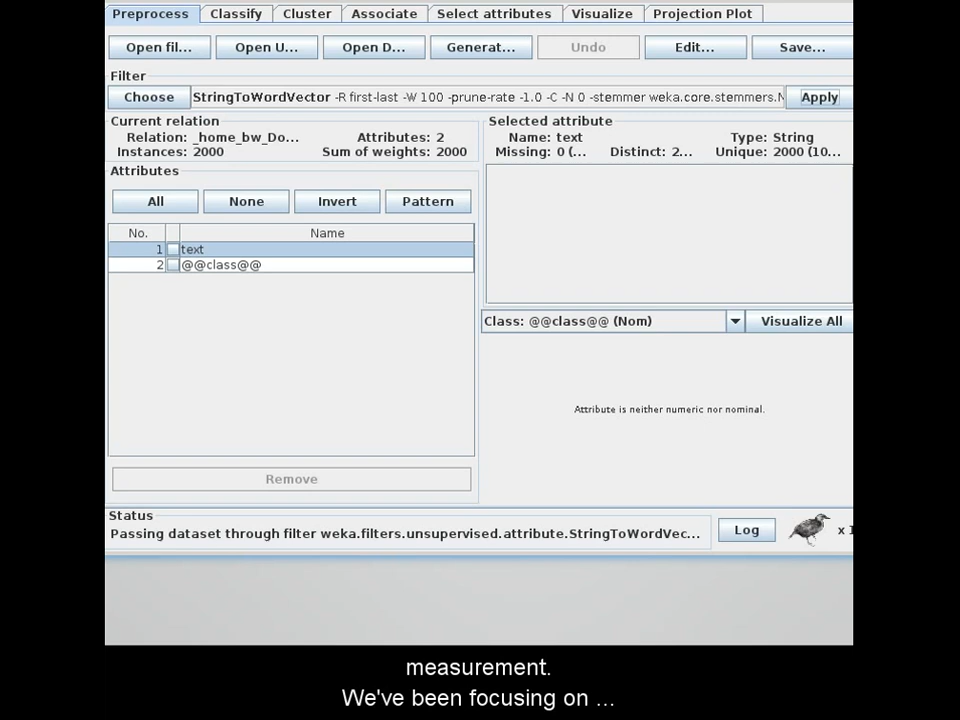 Preprocess Classify Cluster Associate Select attributes Visualize Projection Plot
Open fil... Open U... Open D... Generat... Undo Edit... Save...
Filter
Choose StringToWordVector -R first-last -W 100 -prune-rate -1.0 -C -N 0 -stemmer weka.core.stemmers.N Apply
Current relation
Relation: _home_bw_Do... Attributes: 2
Instances: 2000 Sum of weights: 2000
Attributes
All None Invert Pattern
No. Name
1 text
2 @@class@@
Remove
Selected attribute
Name: text Type: String
Missing: 0 (... Distinct: 2... Unique: 2000 (10...
Class: @@class@@ (Nom) Visualize All
Attribute is neither numeric nor nominal.
Status
Passing dataset through filter weka.filters.unsupervised.attribute.StringToWordVec... Log x
measurement.
We've been focusing on ...